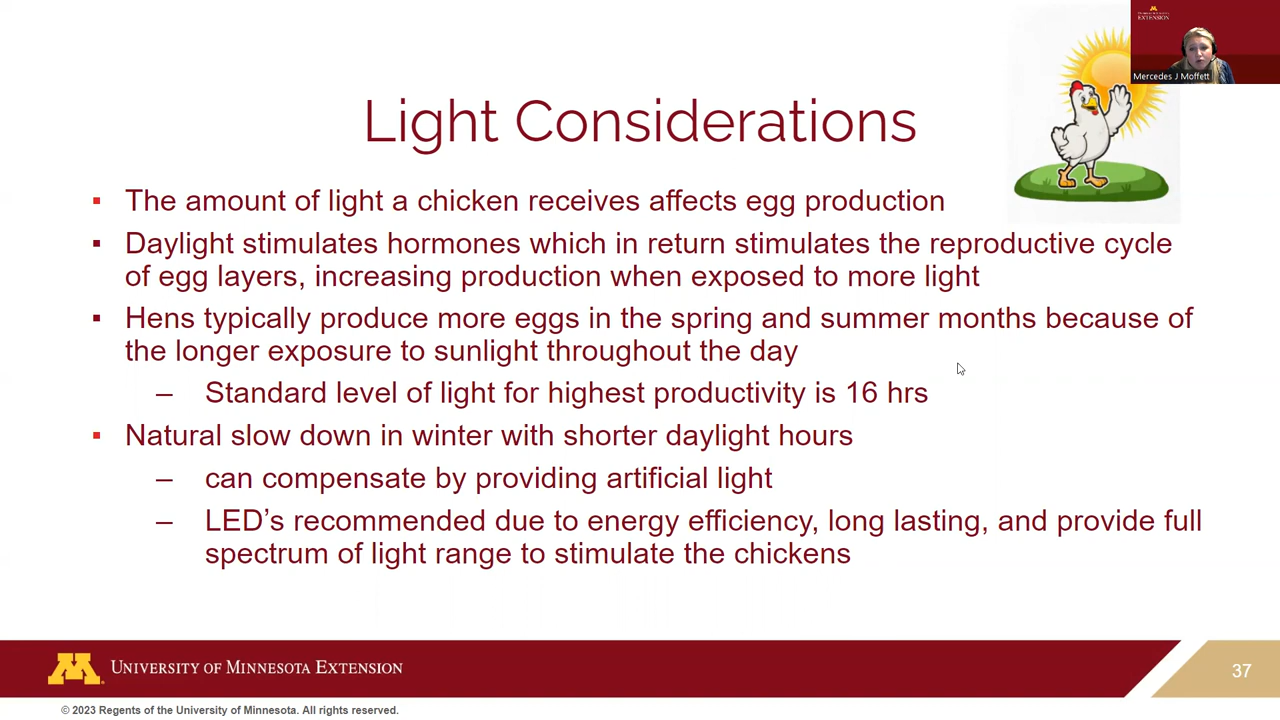 EXTENSION
Mercedes J Moffett
Light Considerations
▪ The amount of light a chicken receives affects egg production
▪ Daylight stimulates hormones which in return stimulates the reproductive cycle
of egg layers, increasing production when exposed to more light
▪ Hens typically produce more eggs in the spring and summer months because of
the longer exposure to sunlight throughout the day
– Standard level of light for highest productivity is 16 hrs
▪ Natural slow down in winter with shorter daylight hours
– can compensate by providing artificial light
– LED’s recommended due to energy efficiency, long lasting, and provide full
spectrum of light range to stimulate the chickens
M UNIVERSITY OF MINNESOTA EXTENSION
37
© 2023 Regents of the University of Minnesota. All rights reserved.